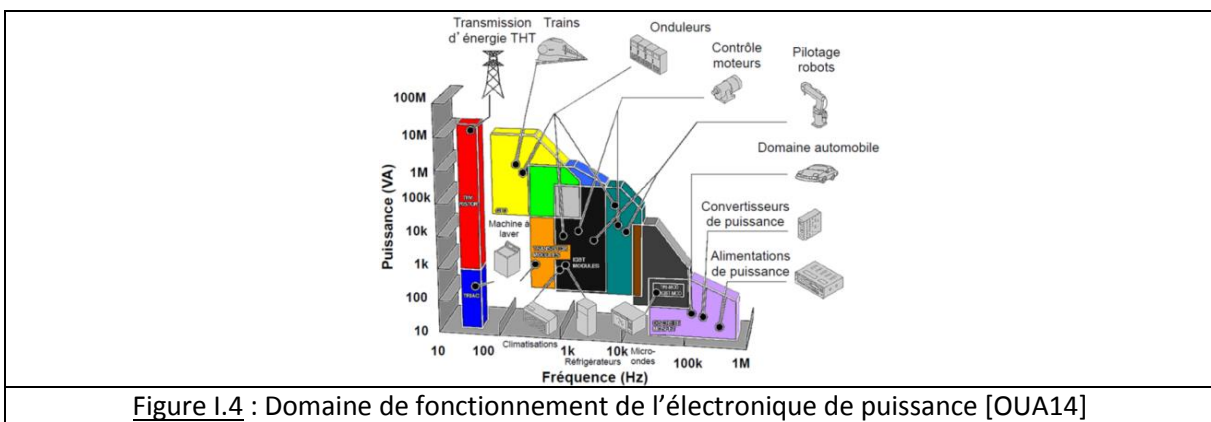 Transmission
d'énergie THT
Trains
Onduleurs
Contrôle
moteurs
Pilotage
robots
Domaine automobile
Convertisseurs
de puissance
Alimentations
de puissance
Puissance (VA)
100M
10M
1M
100k
10k
1k
100
10
TRIAC
Machine à
laver
MODULES
IGBT
MODULES
Climatisations
Réfrigérateurs
Micro-
ondes
10
100
1k
10k
100k
1M
Fréquence (Hz)
Figure I.4 : Domaine de fonctionnement de l'électronique de puissance [OUA14]